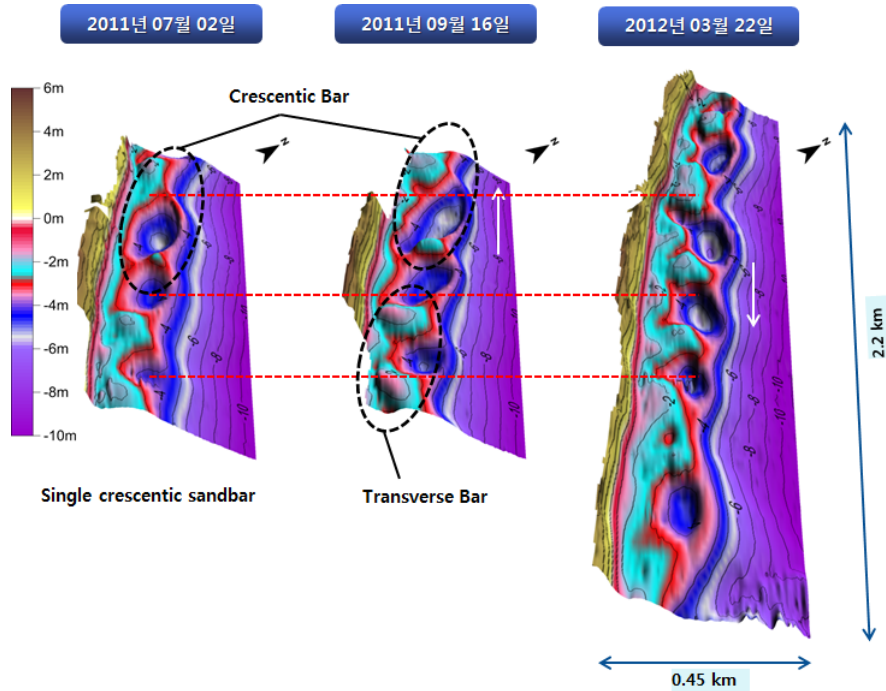 2011년 07월 02일
2011년 09월 16일
2012년 03월 22일
6m
4m
2m
0m
-2m
-4m
-6m
-8m
-10m
Crescentic Bar
N
N
N
Single crescentic sandbar
Transverse Bar
2.2 km
0.45 km